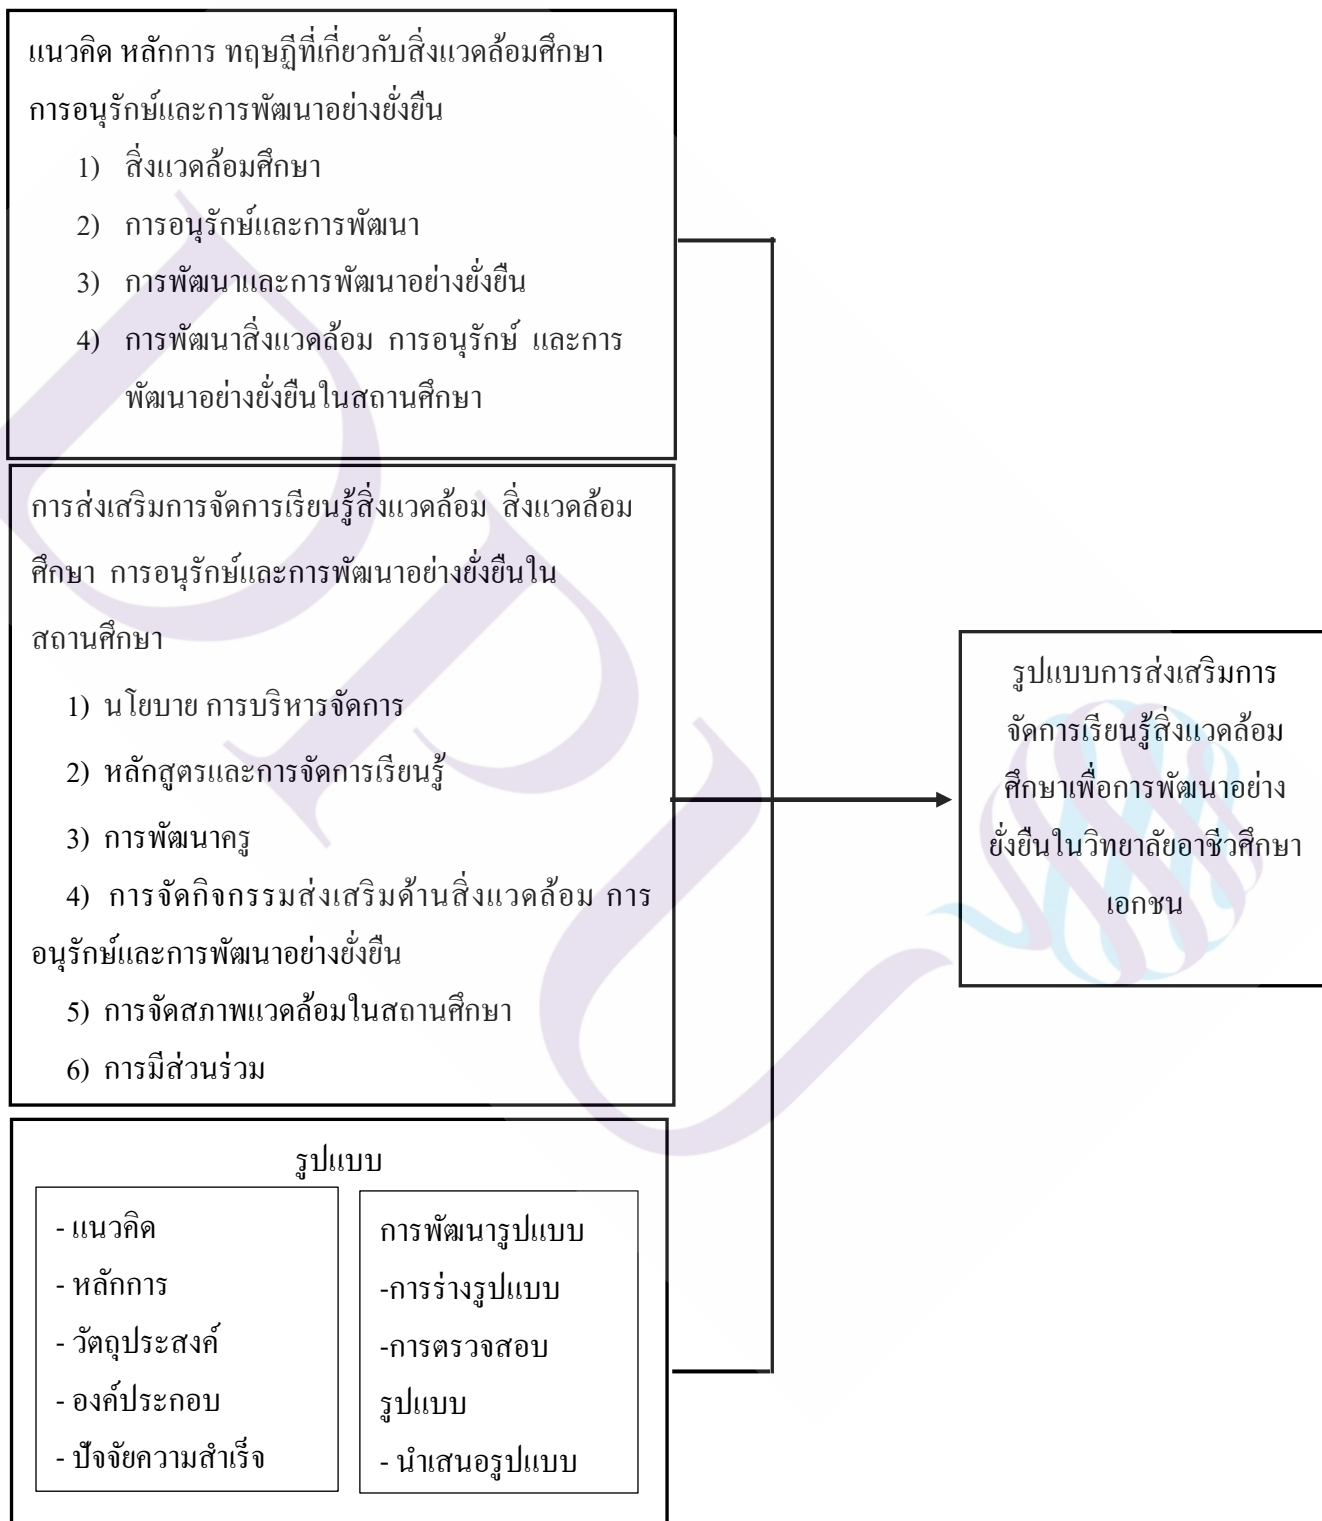 แนวคิด หลักการ ทฤษฎีที่เกี่ยวกับสิ่งแวดล้อมศึกษา
การอนุรักษ์และการพัฒนาอย่างยั่งยืน
1) สิ่งแวดล้อมศึกษา
2) การอนุรักษ์และการพัฒนา
3) การพัฒนาและการพัฒนาอย่างยั่งยืน
4) การพัฒนาสิ่งแวดล้อม การอนุรักษ์ และการ
พัฒนาอย่างยั่งยืนในสถานศึกษา
การส่งเสริมการจัดการเรียนรู้สิ่งแวดล้อม สิ่งแวดล้อม
ศึกษา การอนุรักษ์และการพัฒนาอย่างยั่งยืนใน
สถานศึกษา
1) นโยบาย การบริหารจัดการ
2) หลักสูตรและการจัดการเรียนรู้
3) การพัฒนาครู
4) การจัดกิจกรรมส่งเสริมด้านสิ่งแวดล้อม การ
อนุรักษ์และการพัฒนาอย่างยั่งยืน
5) การจัดสภาพแวดล้อมในสถานศึกษา
6) การมีส่วนร่วม
รูปแบบ
- แนวคิด
- หลักการ
- วัตถุประสงค์
- องค์ประกอบ
- ปัจจัยความสำเร็จ
การพัฒนารูปแบบ
-การร่างรูปแบบ
-การตรวจสอบ
รูปแบบ
- นำเสนอรูปแบบ
รูปแบบการส่งเสริมการ
จัดการเรียนรู้สิ่งแวดล้อม
ศึกษาเพื่อการพัฒนาอย่าง
ยั่งยืนในวิทยาลัยอาชีวศึกษา
เอกชน
DPU